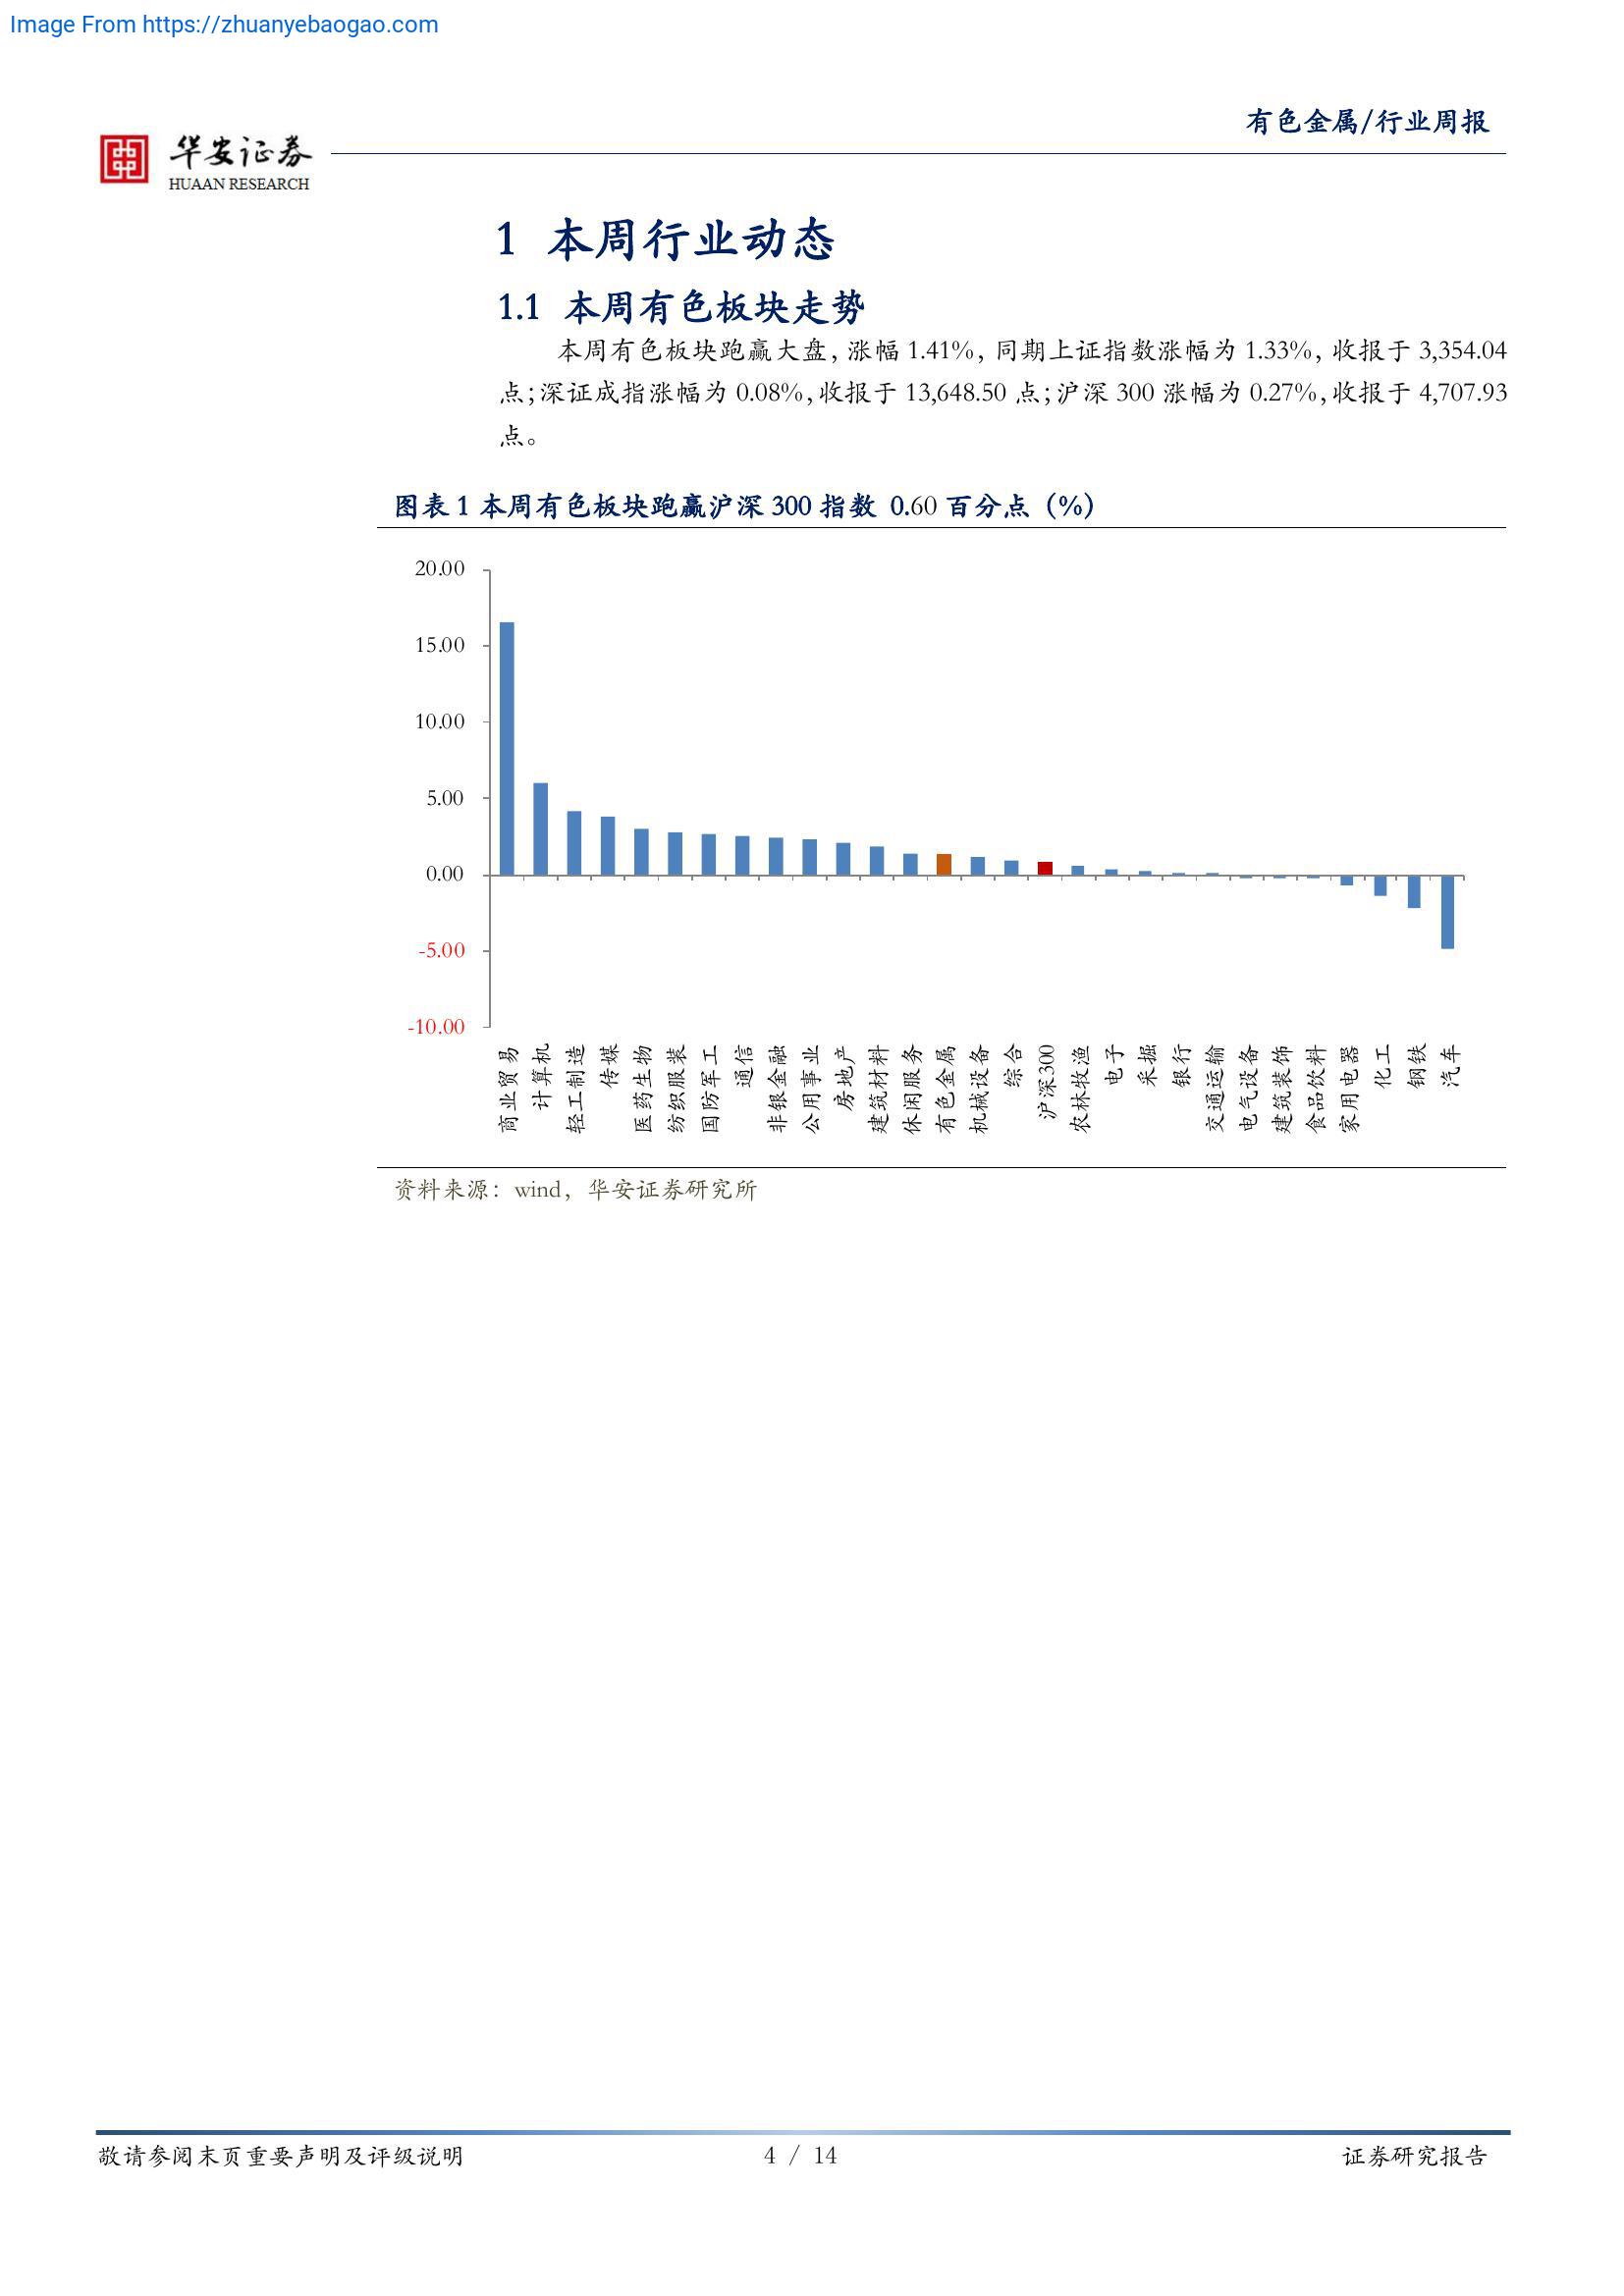 Image From https://zhuanyebaogao.com
有色金属/行业周报
华安证券
HUAAN RESEARCH
1 本周行业动态
1.1 本周有色板块走势
本周有色板块跑赢大盘，涨幅 1.41%，同期上证指数涨幅为 1.33%，收报于 3,354.04
点；深证成指涨幅为 0.08%，收报于 13,648.50 点；沪深 300 涨幅为 0.27%，收报于 4,707.93
点。
图表 1 本周有色板块跑赢沪深 300 指数 0.60 百分点（%）
20.00
15.00
10.00
5.00
0.00
-5.00
-10.00
商业贸易
计算机
轻工制造
传媒
医药生物
纺织服装
国防军工
通信
非银金融
公用事业
房地产
建筑材料
休闲服务
有色金属
机械设备
综合
沪深300
农林牧渔
电子
采掘
银行
交通运输
电气设备
建筑装饰
食品饮料
家用电器
化工
钢铁
汽车
资料来源：wind，华安证券研究所
敬请参阅末页重要声明及评级说明
4 / 14
证券研究报告